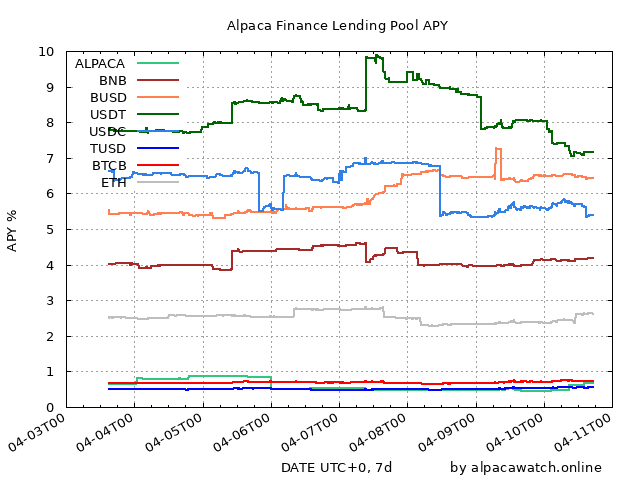 Alpaca Finance Lending Pool APY
10
9
8
7
6
5
4
3
2
1
0
APY %
ALPACA
BNB
BUSD
USDT
USDC
TUSD
BTCB
ETH
04-03T00
04-04T00
04-05T00
04-06T00
04-07T00
04-08T00
04-09T00
04-10T00
04-11T00
DATE UTC+0, 7d
by alpacawatch.online